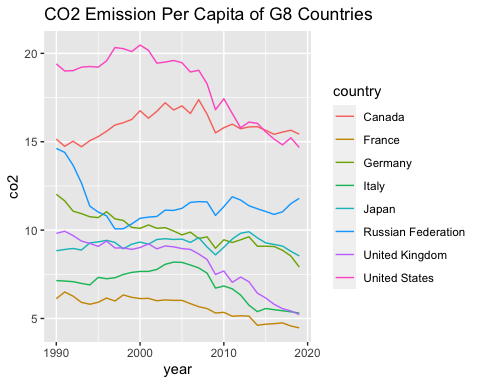 CO2 Emission Per Capita of G8 Countries
co2
20
15
10
5
1990
2000
2010
2020
year
country
Canada
France
Germany
Italy
Japan
Russian Federation
United Kingdom
United States